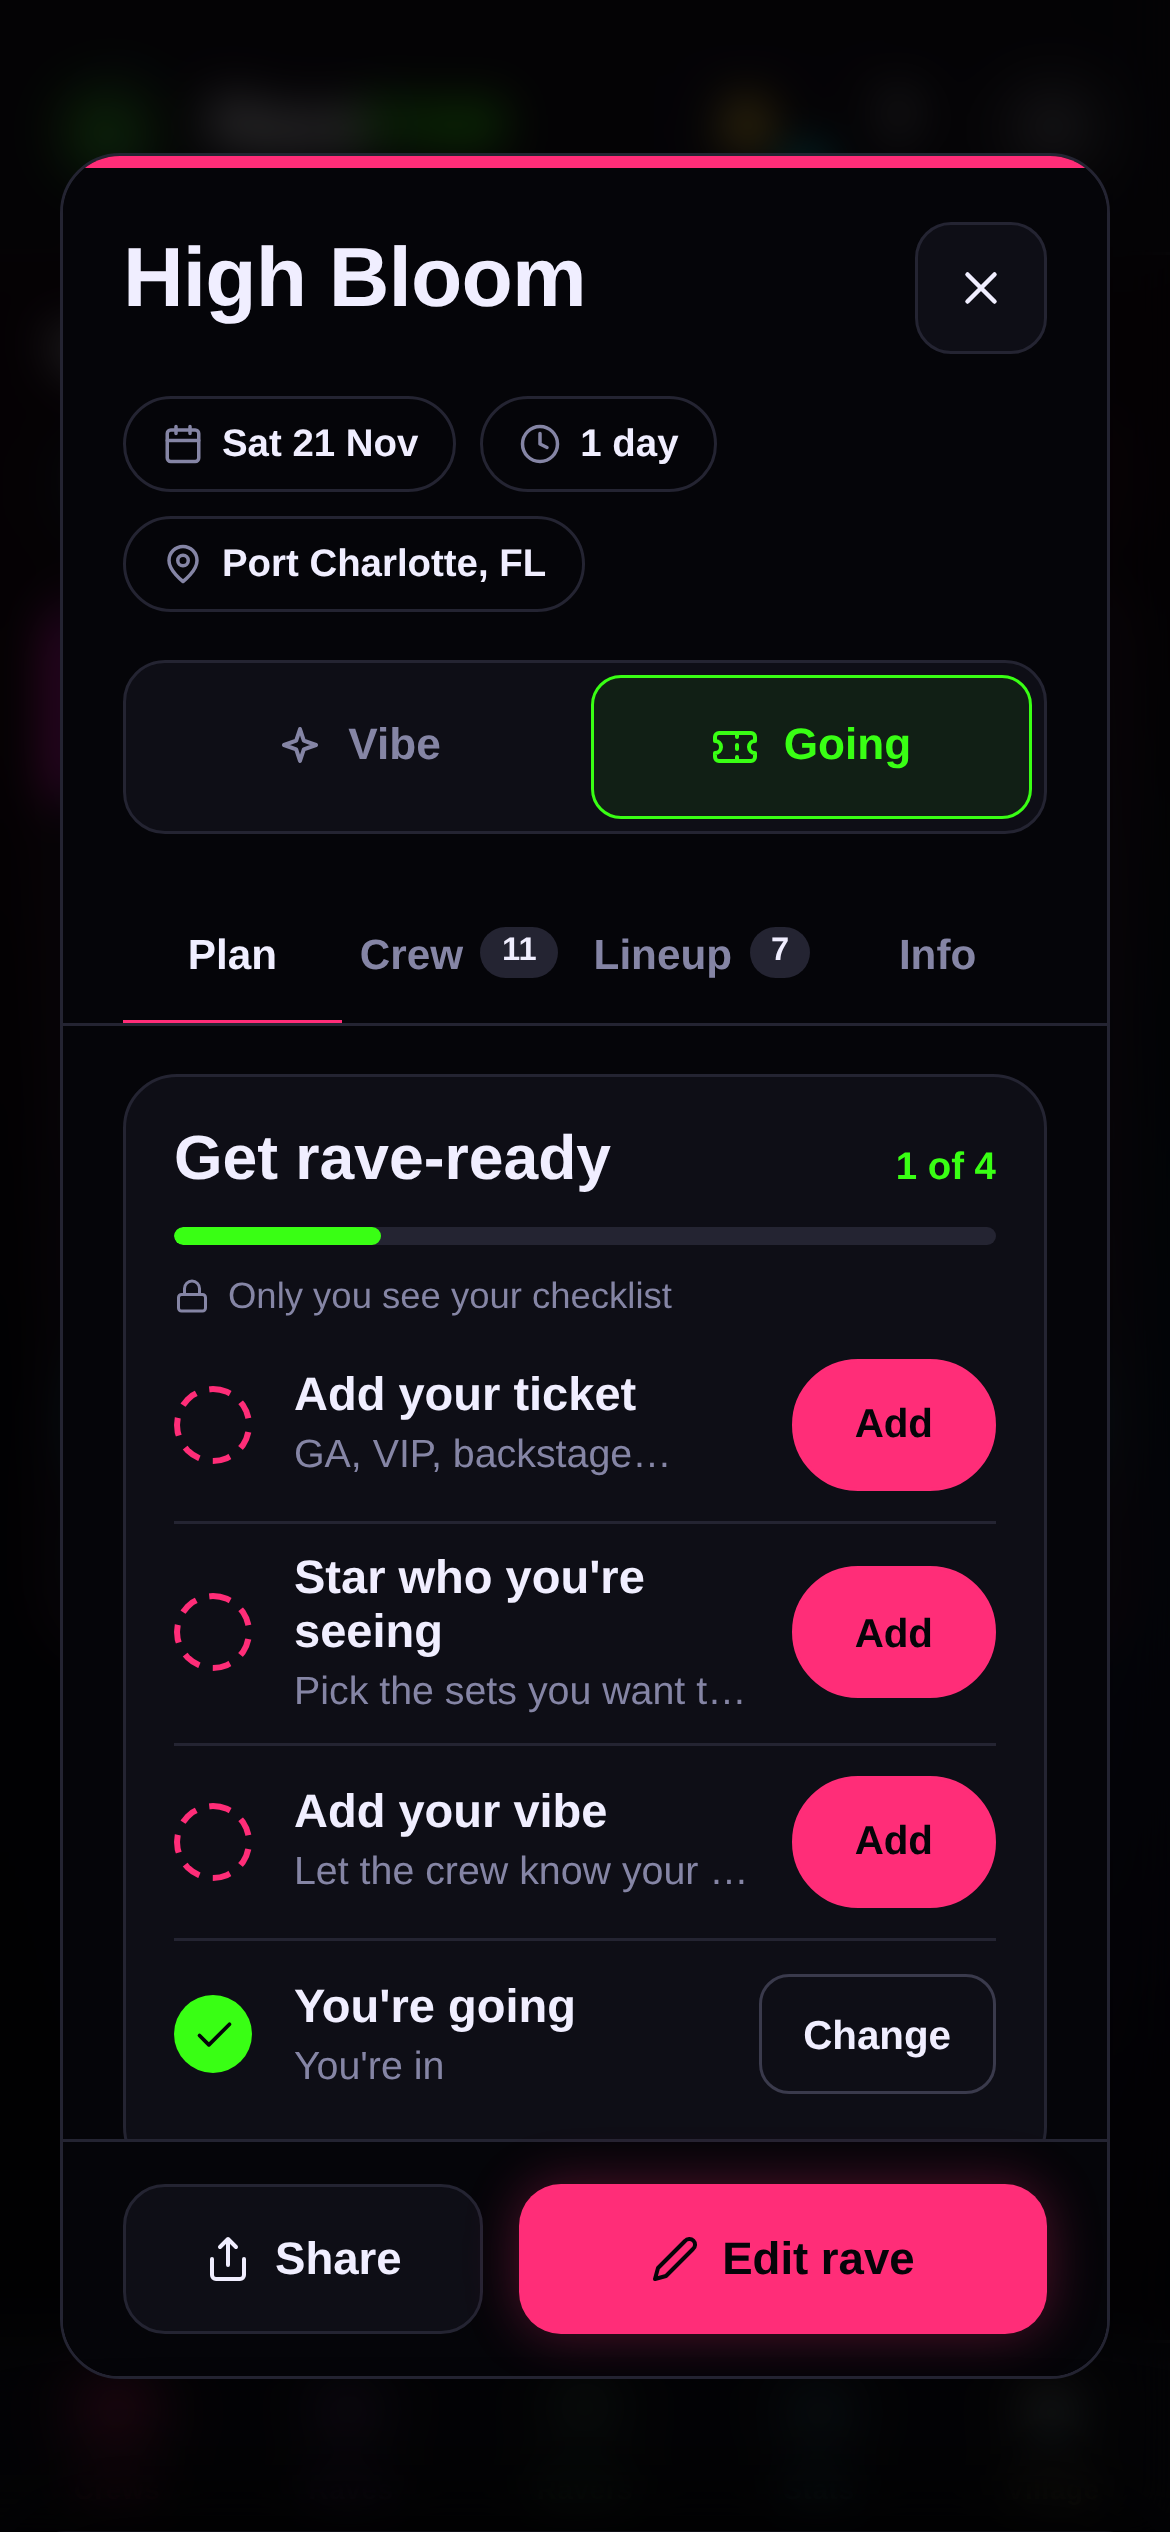 High Bloom
Sat 21 Nov
1 day
Port Charlotte, FL
Vibe
Going
Plan
Crew 11
Lineup 7
Info
Get rave-ready
1 of 4
Only you see your checklist
Add your ticket
GA, VIP, backstage…
Add
Star who you're
seeing
Pick the sets you want t…
Add
Add your vibe
Let the crew know your …
Add
You're going
You're in
Change
Share
Edit rave